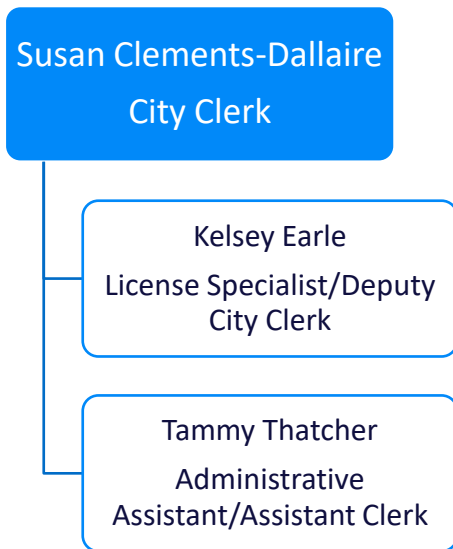 Susan Clements-Dallaire
City Clerk
Kelsey Earle
License Specialist/Deputy
City Clerk
Tammy Thatcher
Administrative
Assistant/Assistant Clerk